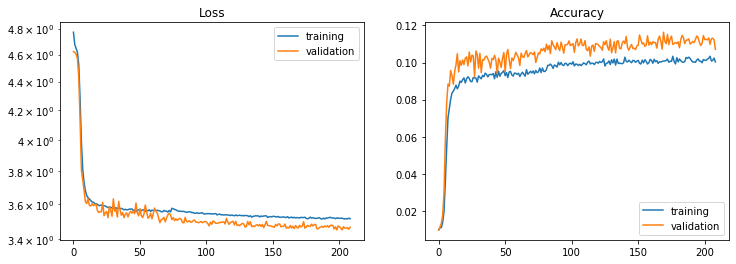 Loss
4.8 × 10⁰
4.6 × 10⁰
4.4 × 10⁰
4.2 × 10⁰
4 × 10⁰
3.8 × 10⁰
3.6 × 10⁰
3.4 × 10⁰
0
50
100
150
200
training
validation
Accuracy
0.12
0.10
0.08
0.06
0.04
0.02
0
50
100
150
200
training
validation